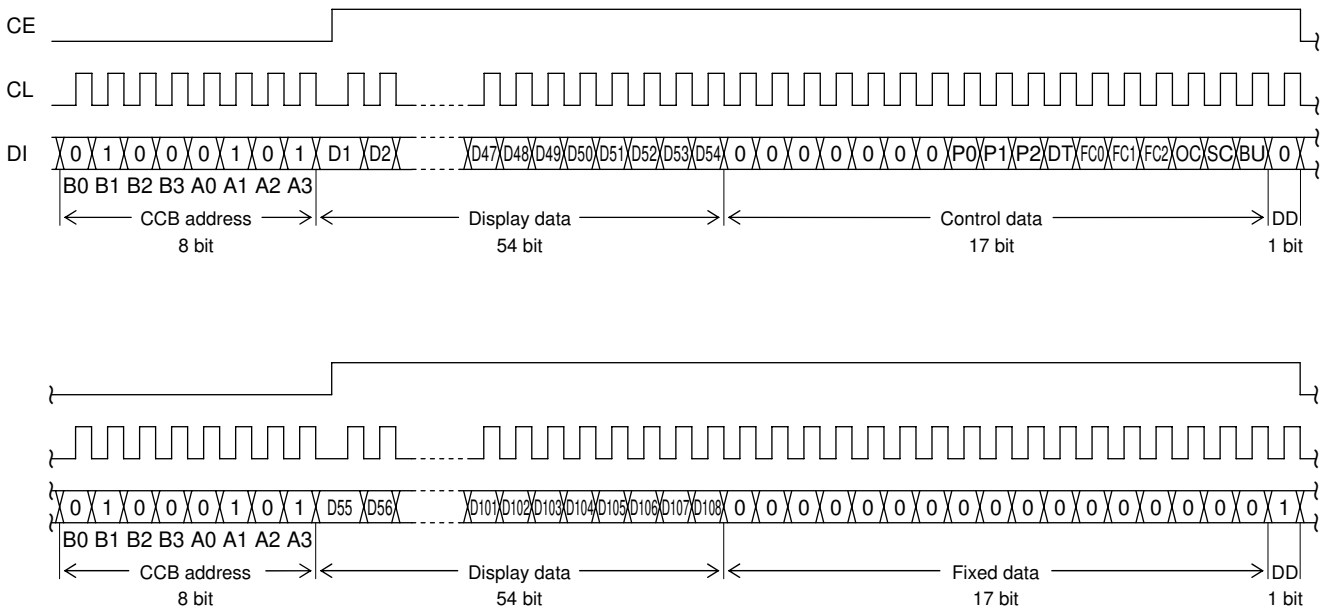 CE
CL
DI 0 1 0 0 0 1 0 1 D1 D2 D47 D48 D49 D50 D51 D52 D53 D54 0 0 0 0 0 0 0 P0 P1 P2 DT FC0 FC1 FC2 OC SC BU 0
B0 B1 B2 B3 A0 A1 A2 A3
CCB address Display data Control data DD
8 bit 54 bit 17 bit 1 bit
0 1 0 0 0 1 0 1 D55 D56 D101 D102 D103 D104 D105 D106 D107 D108 0 0 0 0 0 0 0 0 0 0 0 0 0 0 0 0 0 1
B0 B1 B2 B3 A0 A1 A2 A3
CCB address Display data Fixed data DD
8 bit 54 bit 17 bit 1 bit